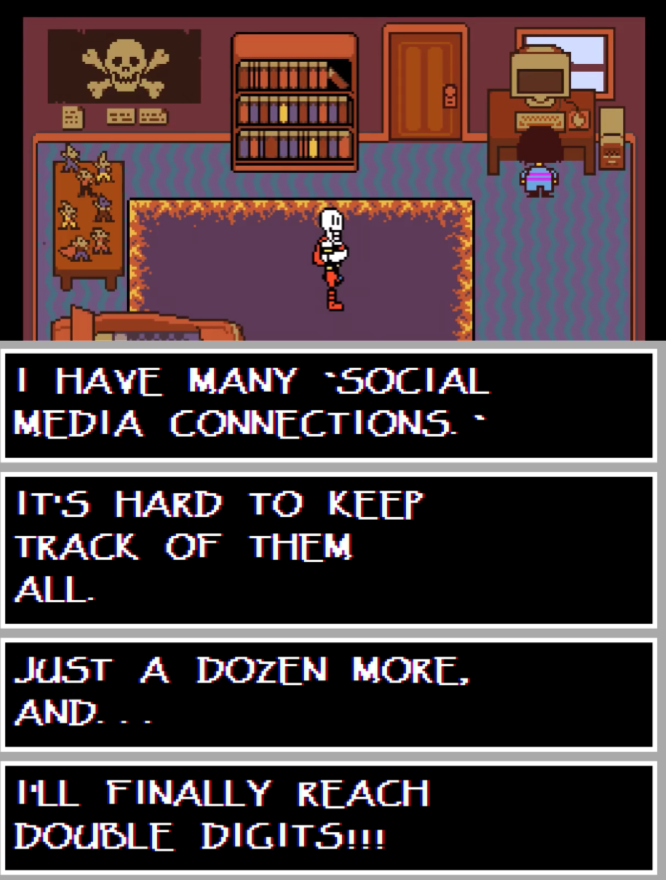 I HAVE MANY `SOCIAL
MEDIA CONNECTIONS. `
IT'S HARD TO KEEP
TRACK OF THEM
ALL.
JUST A DOZEN MORE,
AND...
I'LL FINALLY REACH
DOUBLE DIGITS!!!